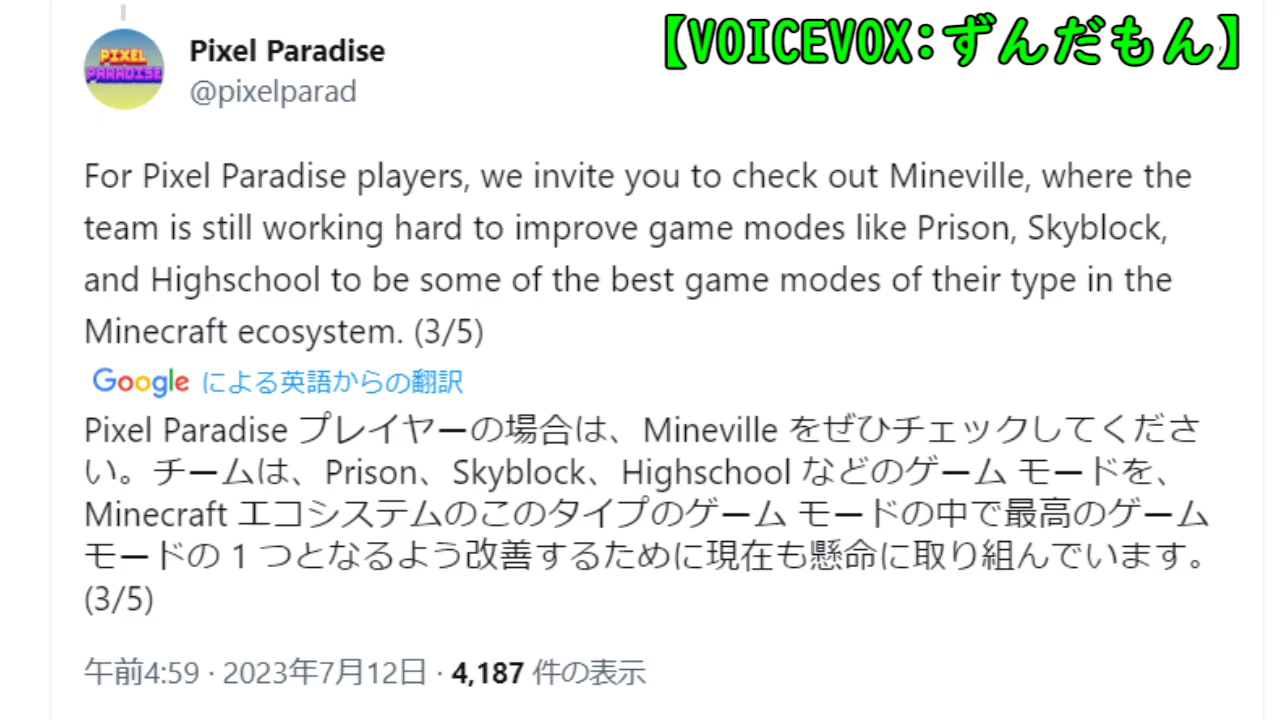 【VOICEVOX:ずんだもん】
PIXEL
PARADISE
Pixel Paradise
@pixelparad
For Pixel Paradise players, we invite you to check out Mineville, where the
team is still working hard to improve game modes like Prison, Skyblock,
and Highschool to be some of the best game modes of their type in the
Minecraft ecosystem. (3/5)
Google による英語からの翻訳
Pixel Paradise プレイヤーの場合は、Mineville をぜひチェックしてくださ
い。チームは、Prison、Skyblock、Highschool などのゲーム モードを、
Minecraft エコシステムのこのタイプのゲーム モードの中で最高のゲーム
モードの 1 つとなるよう改善するために現在も懸命に取り組んでいます。
(3/5)
午前4:59 · 2023年7月12日 · 4,187 件の表示